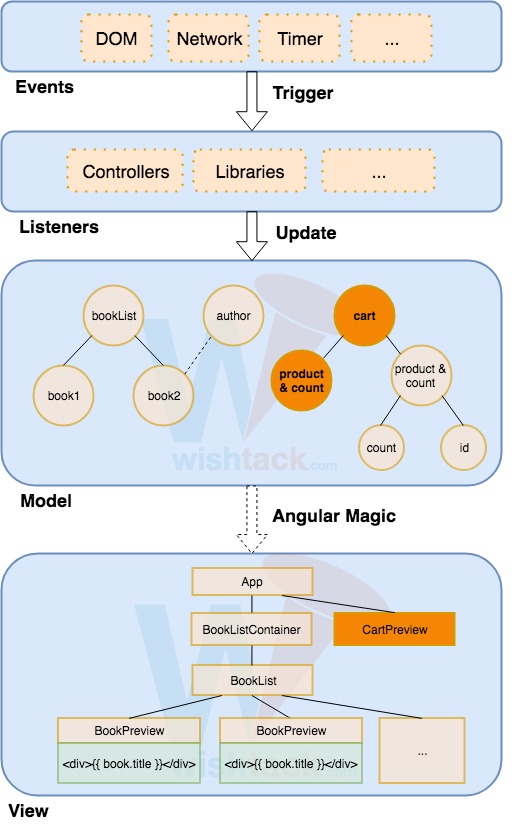 DOM
Network
Timer
...
Events
Trigger
Controllers
Libraries
...
Listeners
Update
bookList
author
cart
book1
book2
product
& count
product &
count
count
id
wishtack.com
Model
Angular Magic
App
BookListContainer
CartPreview
BookList
BookPreview
BookPreview
...
<div>{{ book.title }}</div>
<div>{{ book.title }}</div>
wishtack.com
View